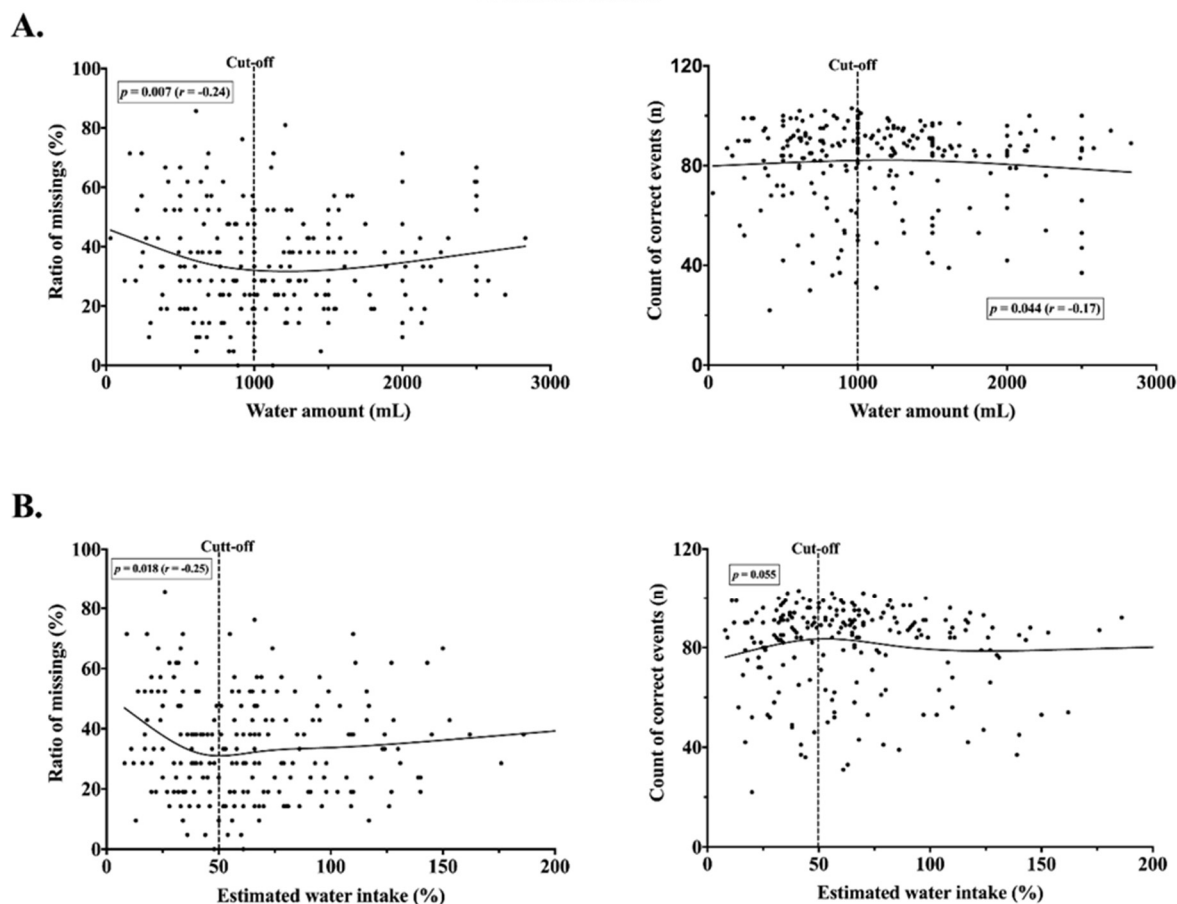 A.
Cut-off
p = 0.007 (r = -0.24)
Ratio of missings (%)
100
80
60
40
20
0
0 1000 2000 3000
Water amount (mL)
Cut-off
p = 0.044 (r = -0.17)
Count of correct events (n)
120
80
40
0
0 1000 2000 3000
Water amount (mL)
B.
Cutt-off
p = 0.018 (r = -0.25)
Ratio of missings (%)
100
80
60
40
20
0
0 50 100 150 200
Estimated water intake (%)
Cut-off
p = 0.055
Count of correct events (n)
120
80
40
0
0 50 100 150 200
Estimated water intake (%)